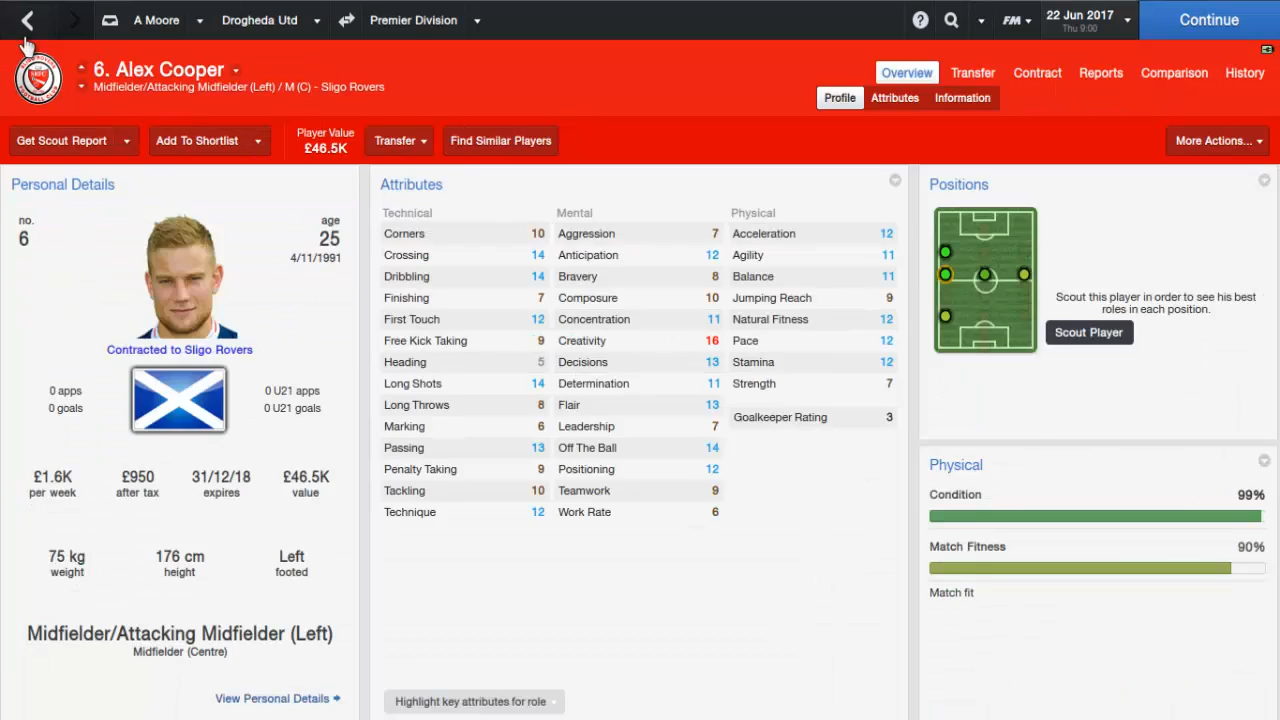 A Moore
Drogheda Utd
Premier Division
?
FM
22 Jun 2017
Thu 9:00
Continue
6. Alex Cooper
Midfielder/Attacking Midfielder (Left) / M (C) - Sligo Rovers
Overview
Transfer
Contract
Reports
Comparison
History
Profile
Attributes
Information
Get Scout Report
Add To Shortlist
Player Value
£46.5K
Transfer
Find Similar Players
More Actions...
Personal Details
no.
6
age
25
4/11/1991
Contracted to Sligo Rovers
0 apps
0 goals
0 U21 apps
0 U21 goals
£1.6K
per week
£950
after tax
31/12/18
expires
£46.5K
value
75 kg
weight
176 cm
height
Left
footed
Midfielder/Attacking Midfielder (Left)
Midfielder (Centre)
View Personal Details
Attributes
Technical
Corners 10
Crossing 14
Dribbling 14
Finishing 7
First Touch 12
Free Kick Taking 9
Heading 5
Long Shots 14
Long Throws 8
Marking 6
Passing 13
Penalty Taking 9
Tackling 10
Technique 12
Mental
Aggression 7
Anticipation 12
Bravery 8
Composure 10
Concentration 11
Creativity 16
Decisions 13
Determination 11
Flair 13
Leadership 7
Off The Ball 14
Positioning 12
Teamwork 9
Work Rate 6
Physical
Acceleration 12
Agility 11
Balance 11
Jumping Reach 9
Natural Fitness 12
Pace 12
Stamina 12
Strength 7
Goalkeeper Rating 3
Highlight key attributes for role
Positions
Scout this player in order to see his best
roles in each position.
Scout Player
Physical
Condition 99%
Match Fitness 90%
Match fit